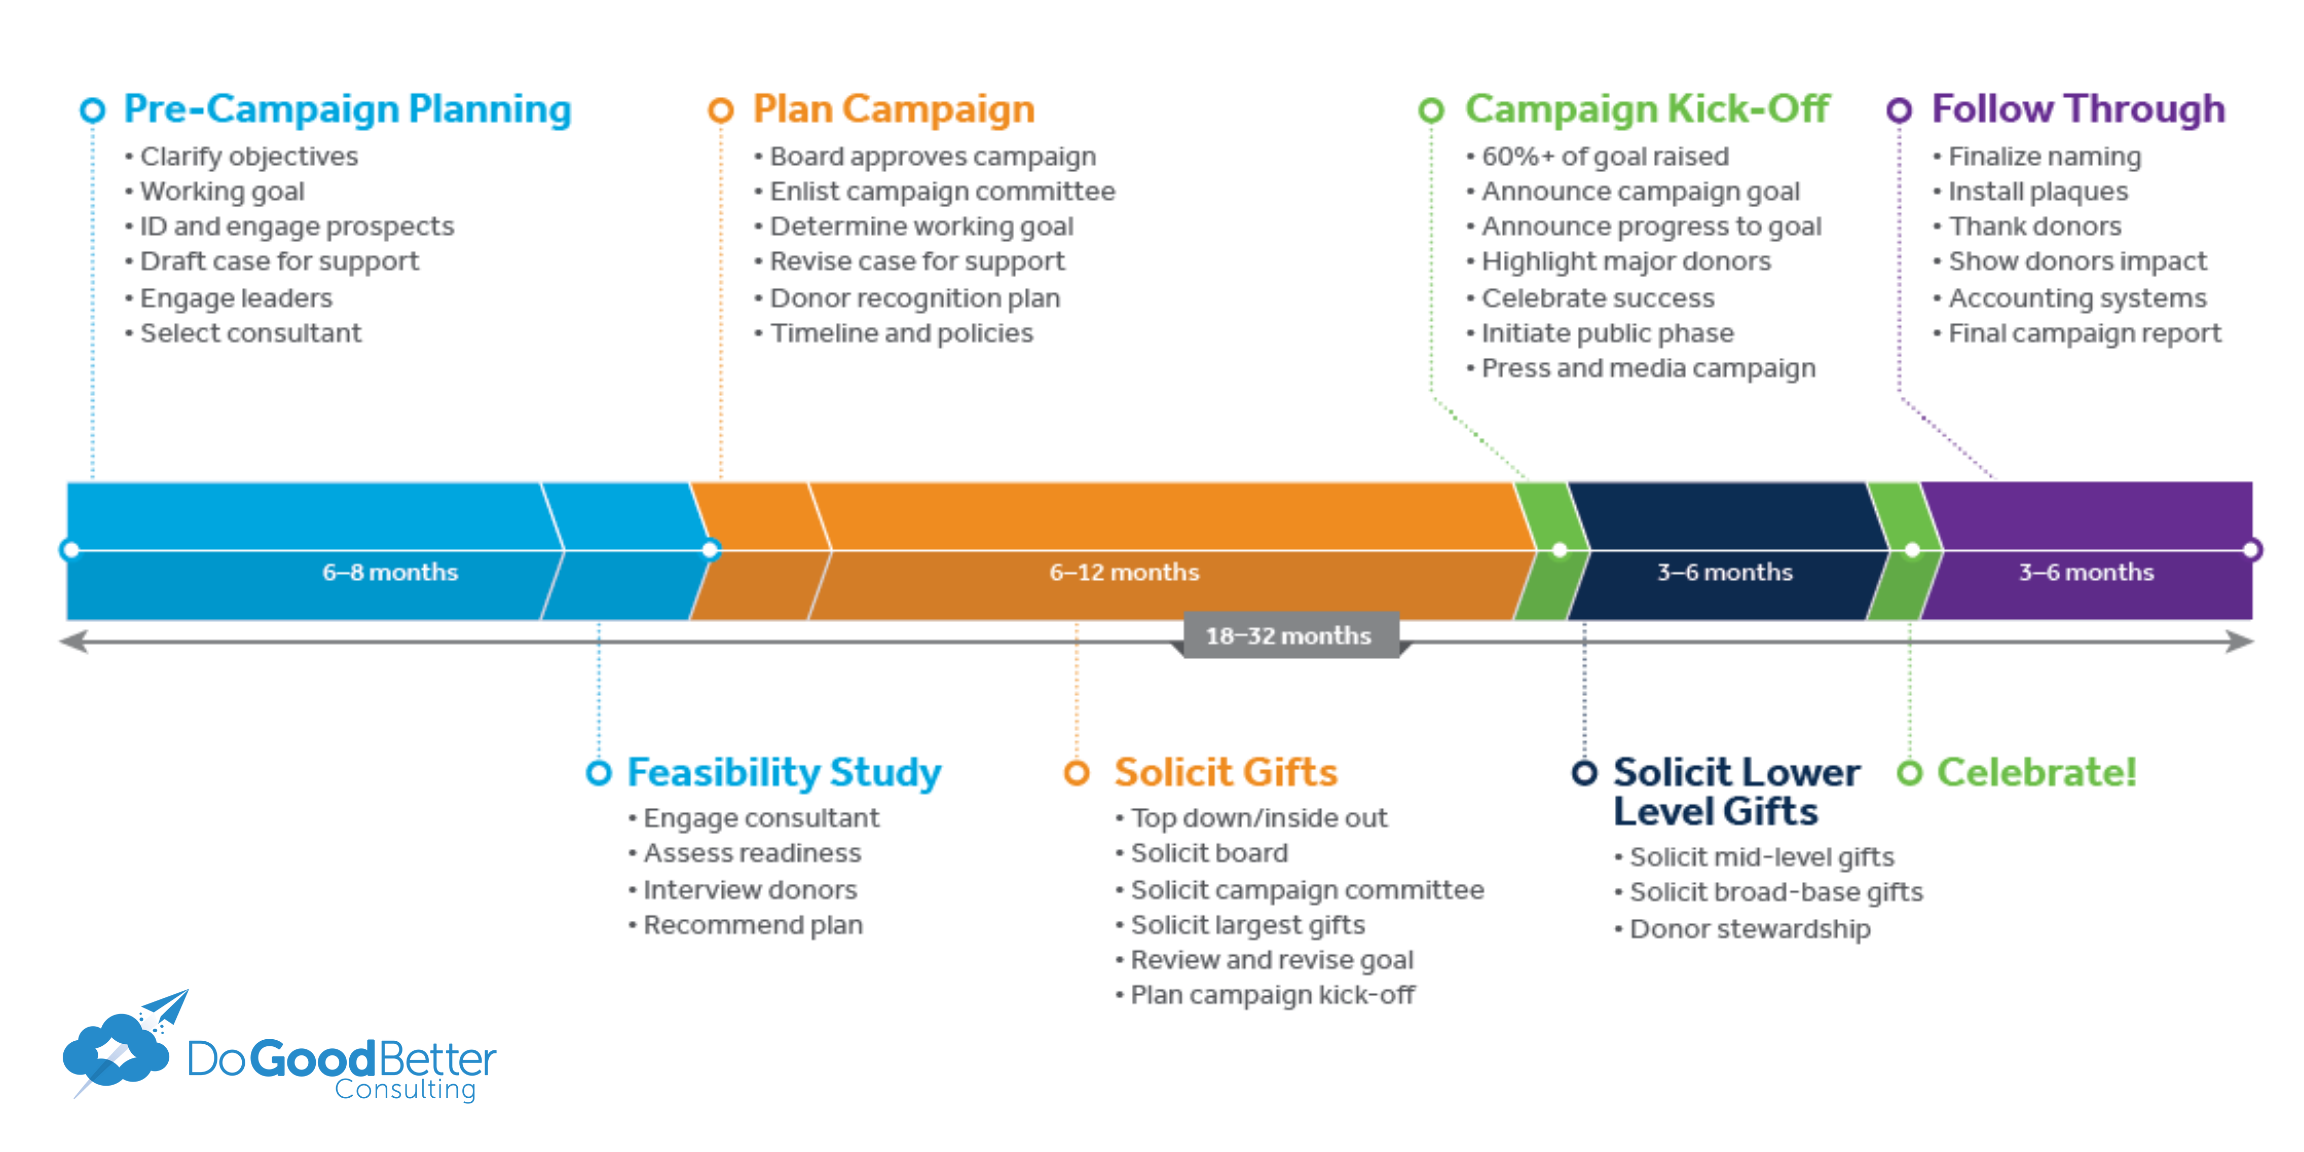 Pre-Campaign Planning
• Clarify objectives
• Working goal
• ID and engage prospects
• Draft case for support
• Engage leaders
• Select consultant
Plan Campaign
• Board approves campaign
• Enlist campaign committee
• Determine working goal
• Revise case for support
• Donor recognition plan
• Timeline and policies
Campaign Kick-Off
• 60%+ of goal raised
• Announce campaign goal
• Announce progress to goal
• Highlight major donors
• Celebrate success
• Initiate public phase
• Press and media campaign
Follow Through
• Finalize naming
• Install plaques
• Thank donors
• Show donors impact
• Accounting systems
• Final campaign report
6–8 months
6–12 months
3–6 months
3–6 months
18–32 months
Feasibility Study
• Engage consultant
• Assess readiness
• Interview donors
• Recommend plan
Solicit Gifts
• Top down/inside out
• Solicit board
• Solicit campaign committee
• Solicit largest gifts
• Review and revise goal
• Plan campaign kick-off
Solicit Lower
Level Gifts
• Solicit mid-level gifts
• Solicit broad-base gifts
• Donor stewardship
Celebrate!
DoGoodBetter
Consulting